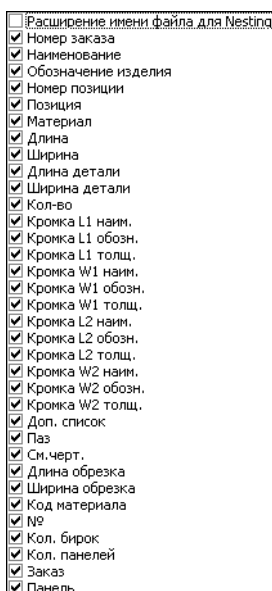 Расширение имени файла для Nesting
Номер заказа
Наименование
Обозначение изделия
Номер позиции
Позиция
Материал
Длина
Ширина
Длина детали
Ширина детали
Кол-во
Кромка L1 наим.
Кромка L1 обозн.
Кромка L1 толщ.
Кромка W1 наим.
Кромка W1 обозн.
Кромка W1 толщ.
Кромка L2 наим.
Кромка L2 обозн.
Кромка L2 толщ.
Кромка W2 наим.
Кромка W2 обозн.
Кромка W2 толщ.
Доп. список
Паз
См.черт.
Длина обрезка
Ширина обрезка
Код материала
№
Кол. бирок
Кол. панелей
Заказ
Панель